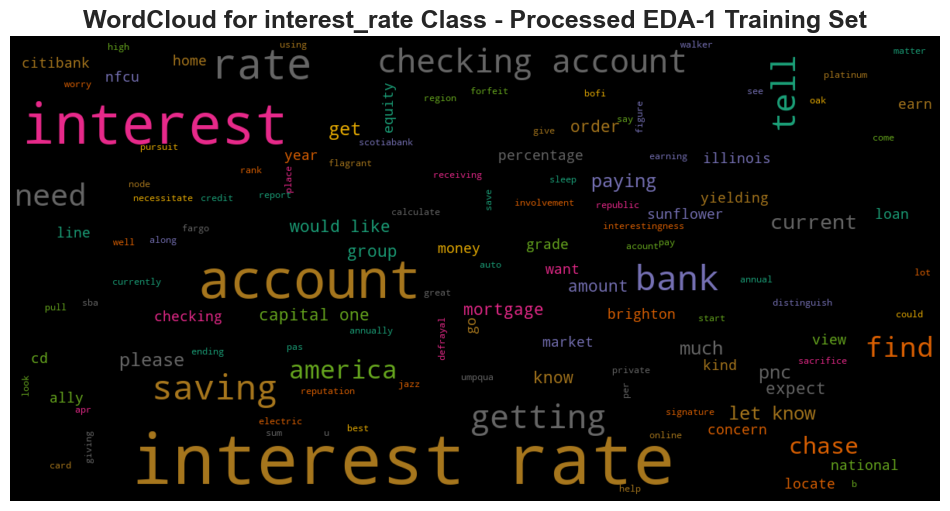 WordCloud for interest_rate Class - Processed EDA-1 Training Set
high
using
walker
matter
citibank
home
rate
checking account
tell
nfcu
platinum
worry
equity
region
forfeit
bofi
see
oak
earn
interest
get
scotiabank
order
give
say
figure
come
pursuit
year
flagrant
percentage
earning
illinois
rank
place
receiving
sleep
paying
node
need
necessitate
credit
report
save
involvement
republic
yielding
calculate
sunflower
current
loan
line
fargo
would like
interestingness
well
along
group
money
grade
acount
pay
account
auto
want
bank
annual
lot
currently
great
amount
distinguish
pull
sba
checking
capital one
mortgage
brighton
start
could
annually
go
defrayal
market
view
find
cd
please
ending
pas
much
sacrifice
america
umpqua
know
private
kind
pnc
look
saving
reputation
jazz
per
expect
ally
apr
getting
signature
let know
electric
concern
giving
sum
u
best
online
chase
interest rate
card
national
help
locate
b